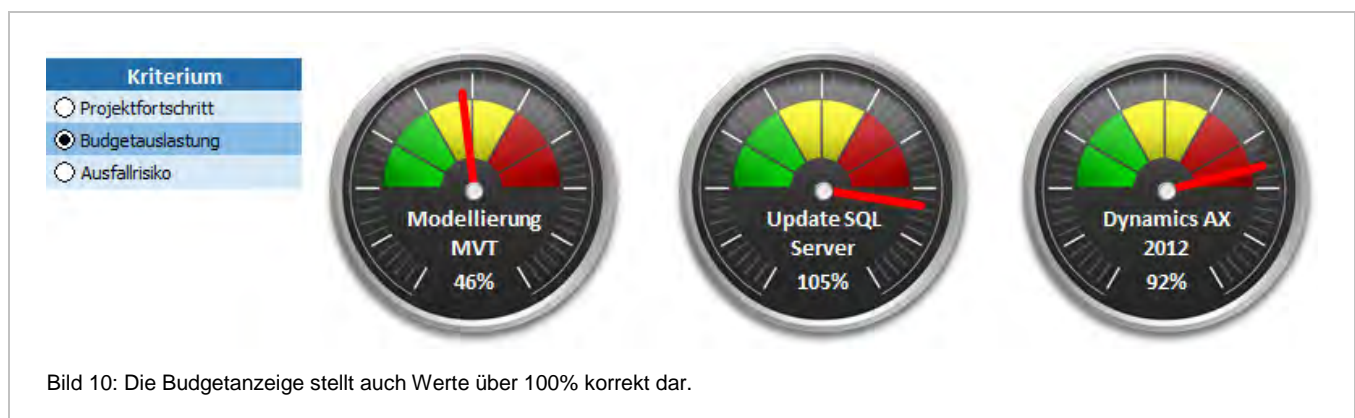 Kriterium
Projektfortschritt
Budgetauslastung
Ausfallrisiko
Modellierung
MVT
46%
Update SQL
Server
105%
Dynamics AX
2012
92%
Bild 10: Die Budgetanzeige stellt auch Werte über 100% korrekt dar.